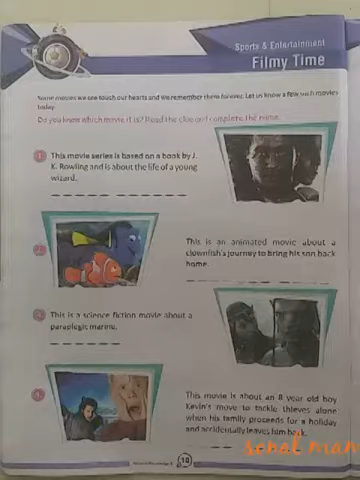 Sports & Entertainment
Filmy Time
Some movies we see touch our hearts and we remember them forever. Let us know a few such movies
today.
Do you know which movie it is? Read the clue and complete the name.
1
This movie series is based on a book by J.
K. Rowling and is about the life of a young
wizard.
This is an animated movie about a
clownfish's journey to bring his son back
home.
This is a science fiction movie about a
paraplegic marine.
4
This movie is about an 8 year old boy
Kevin's move to tackle thieves alone
when his family proceeds for a holiday
and accidentally leaves him back.
18